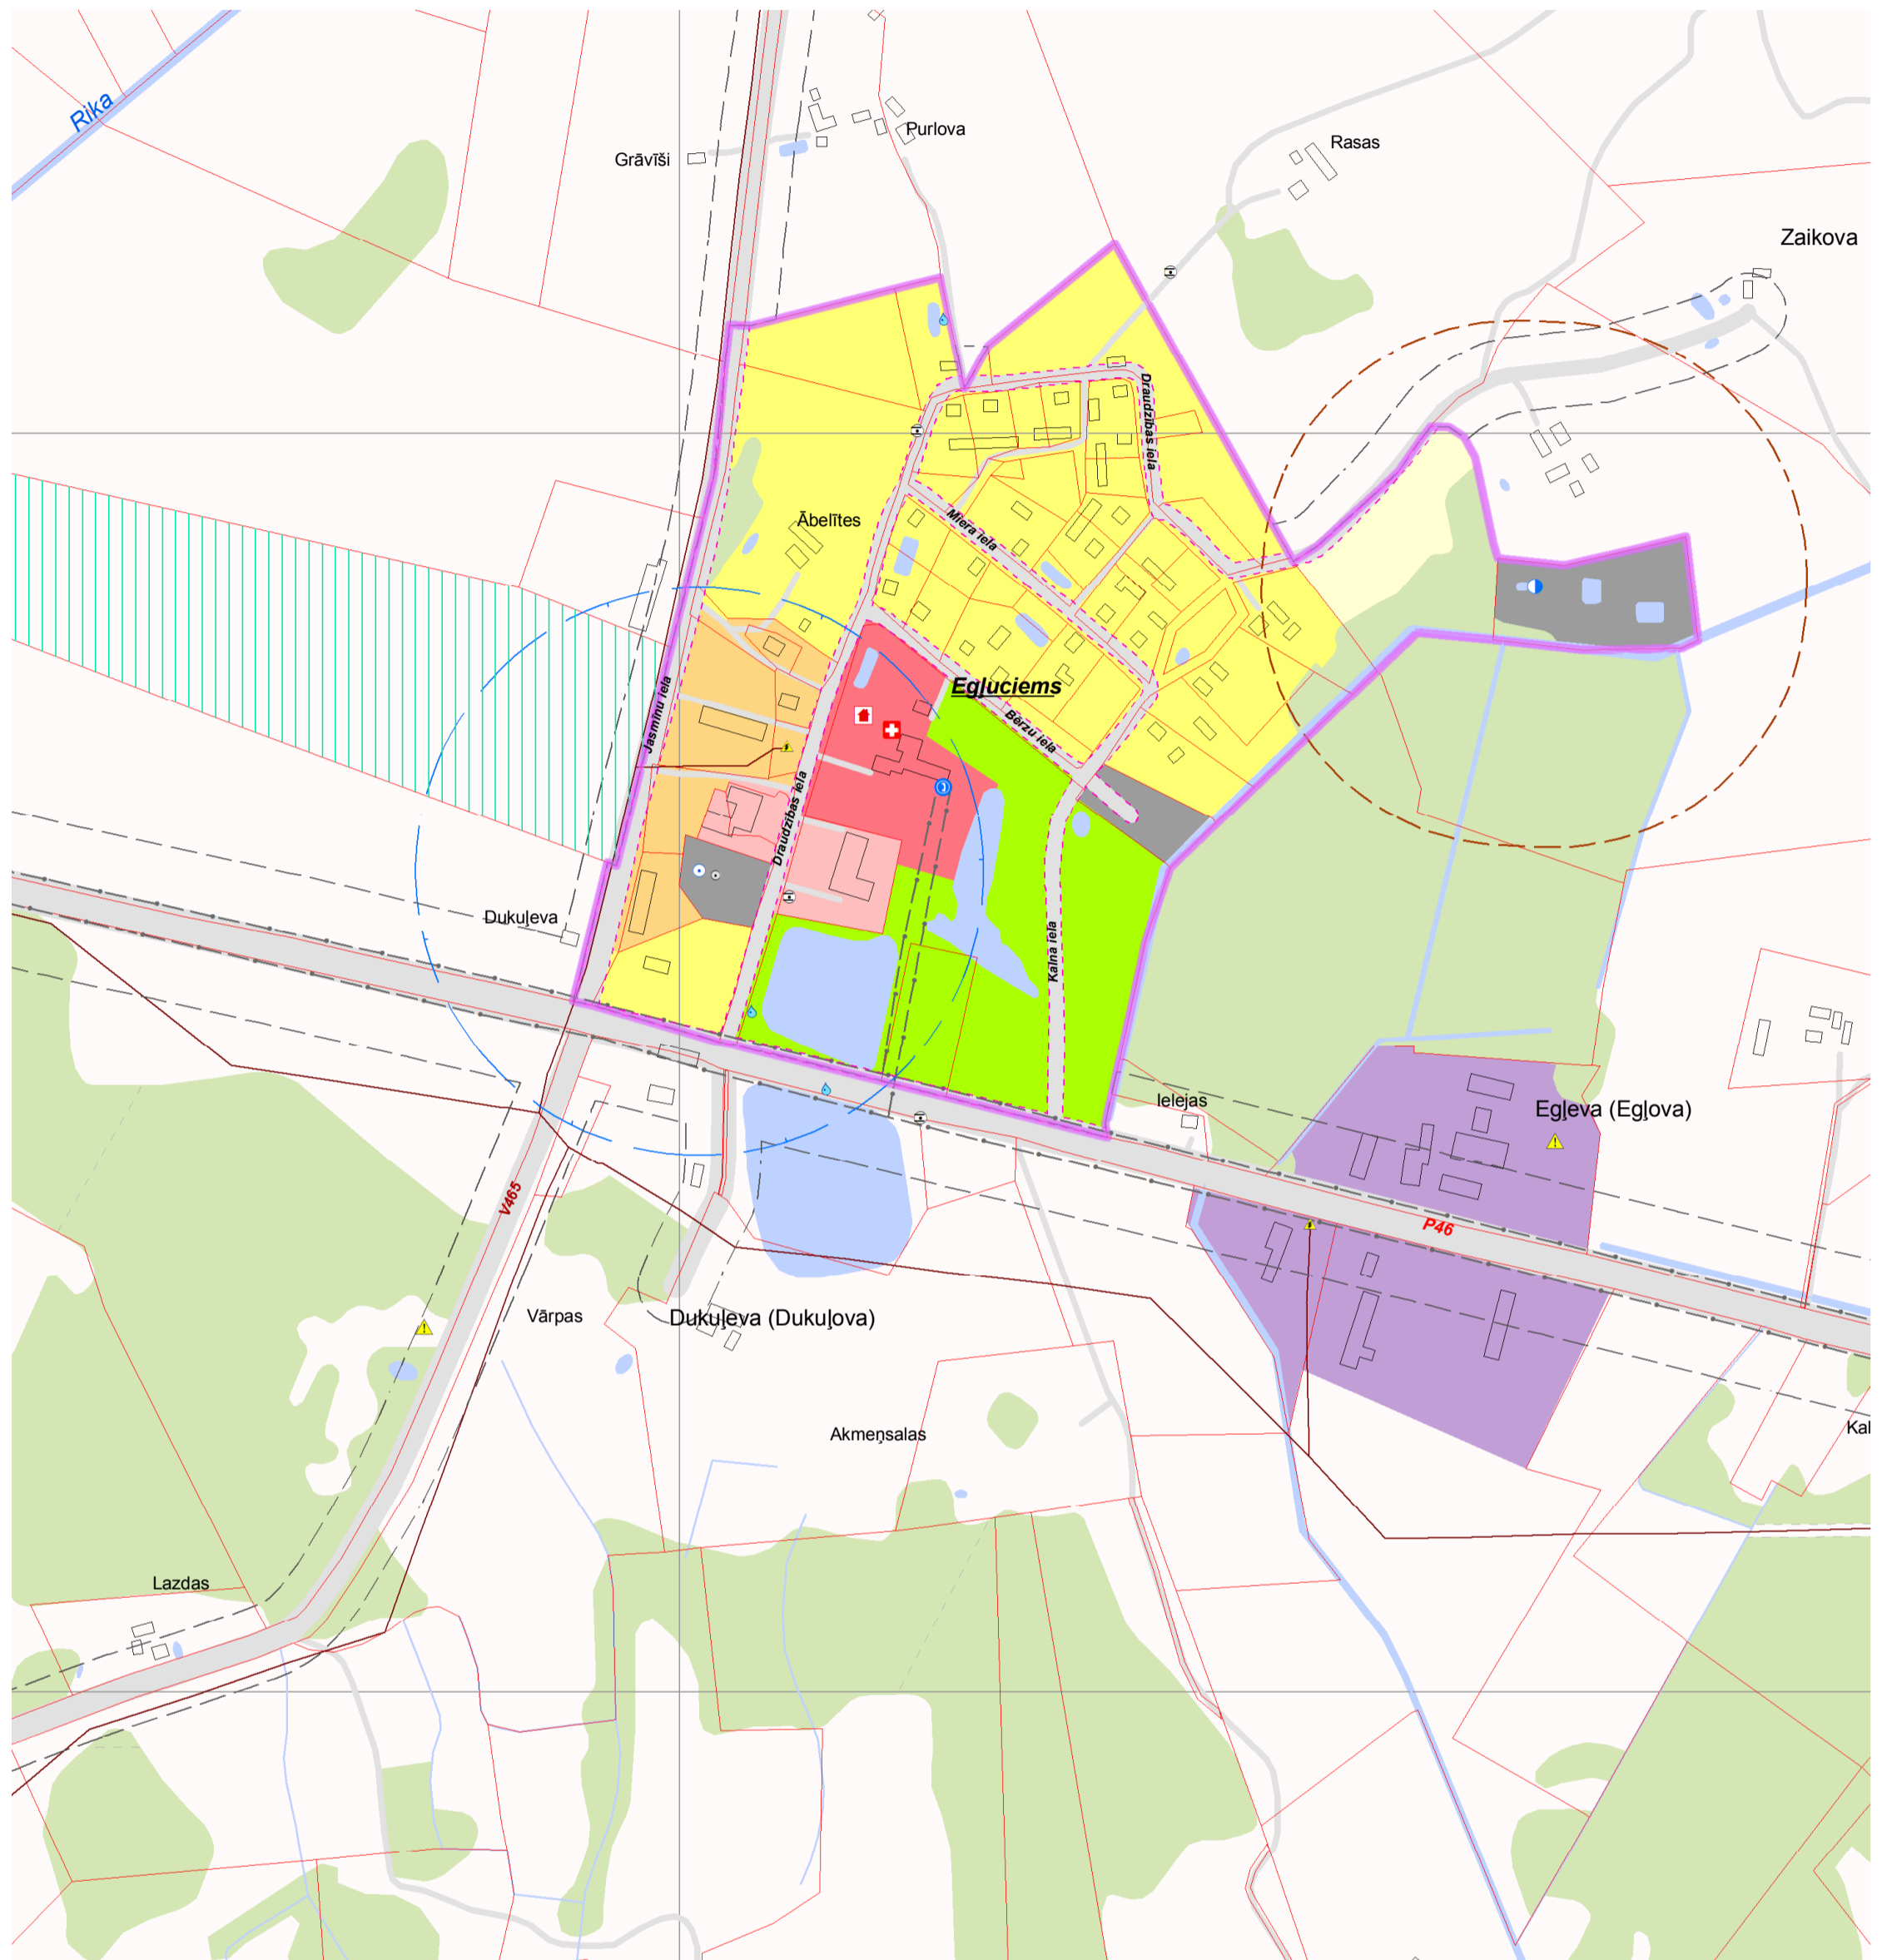 Rika
Grāvīši
Purlova
Rasas
Zaikova
Draudzības iela
Ābelītes
Miera iela
Egļuciems
Bērzu iela
Jasmīnu iela
Draudzības iela
Dukuļeva
Kalna iela
Ielejas
Egļeva (Egļova)
V465
P46
Vārpas
Dukuļeva (Dukuļova)
Akmeņsalas
Kal
Lazdas